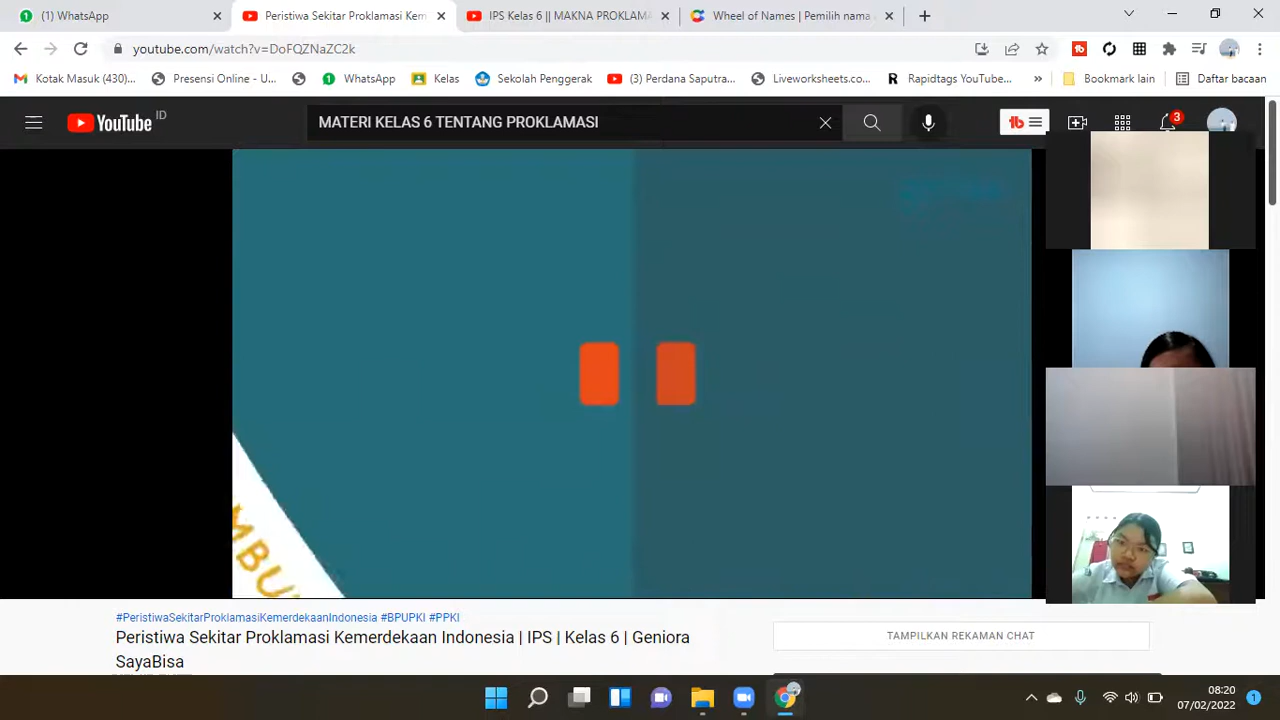 (1) WhatsApp
Peristiwa Sekitar Proklamasi Kem
IPS Kelas 6 || MAKNA PROKLAMA
Wheel of Names | Pemilih nama a
youtube.com/watch?v=DoFQZNaZC2k
Kotak Masuk (430)...
Presensi Online - U...
WhatsApp
Kelas
Sekolah Penggerak
(3) Perdana Saputra...
Liveworksheets.co...
Rapidtags YouTube...
Bookmark lain
Daftar bacaan
YouTube ID
MATERI KELAS 6 TENTANG PROKLAMASI
3
MBU
#PeristiwaSekitarProklamasiKemerdekaanIndonesia #BPUPKI #PPKI
Peristiwa Sekitar Proklamasi Kemerdekaan Indonesia | IPS | Kelas 6 | Geniora
SayaBisa
TAMPILKAN REKAMAN CHAT
08:20
07/02/2022
1